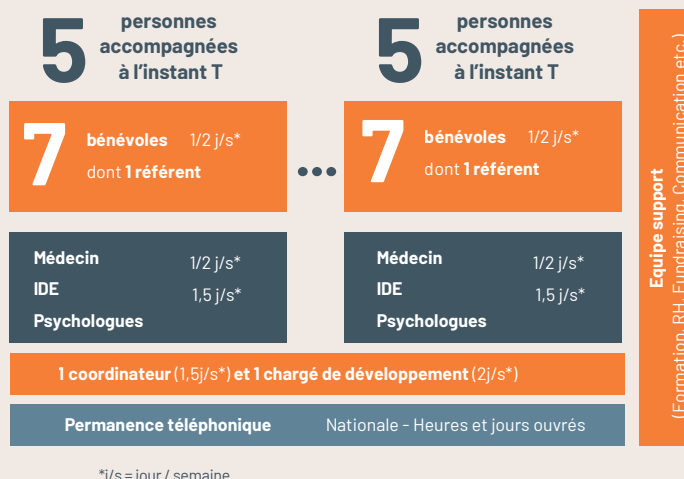 5 personnes
accompagnées
à l'instant T
7 bénévoles 1/2 j/s*
dont 1 référent
Médecin 1/2 j/s*
IDE 1,5 j/s*
Psychologues
...
5 personnes
accompagnées
à l'instant T
7 bénévoles 1/2 j/s*
dont 1 référent
Médecin 1/2 j/s*
IDE 1,5 j/s*
Psychologues
1 coordinateur (1,5j/s*) et 1 chargé de développement (2j/s*)
Permanence téléphonique Nationale - Heures et jours ouvrés
*j/s = jour / semaine
Equipe support
(Formation, RH, Fundraising, Communication etc.)